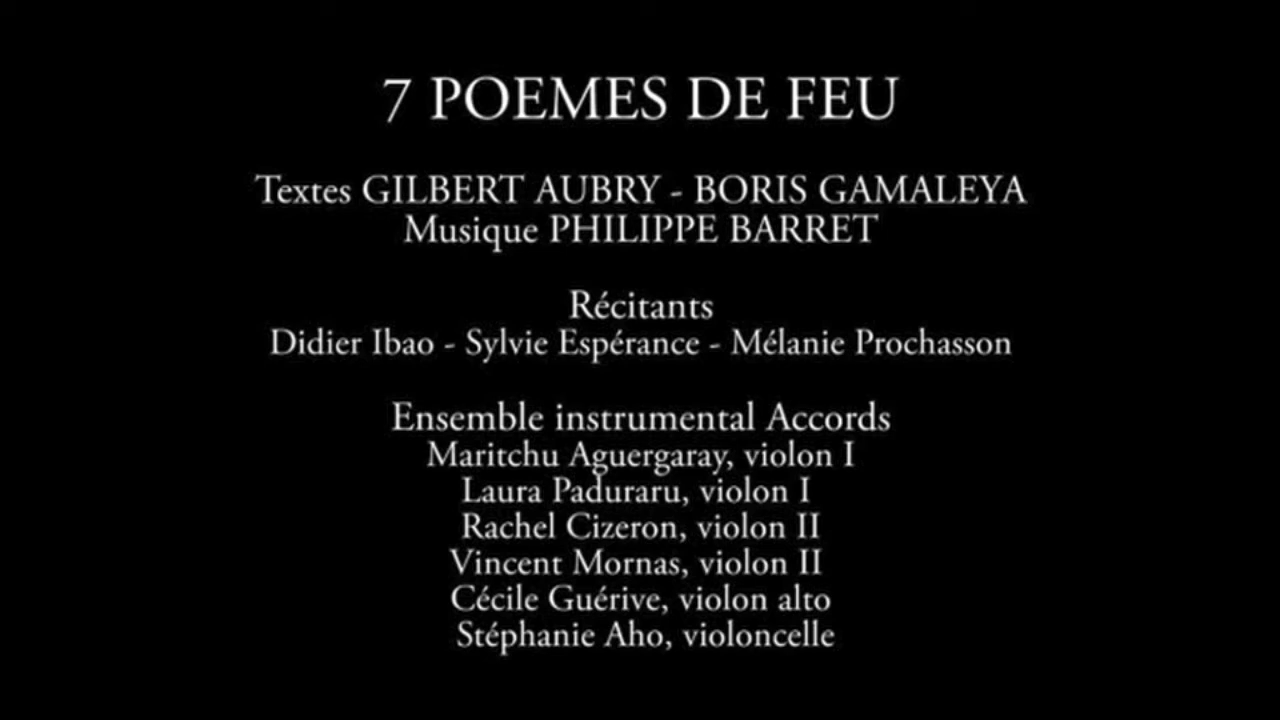 7 POEMES DE FEU
Textes GILBERT AUBRY - BORIS GAMALEYA
Musique PHILIPPE BARRET
Récitants
Didier Ibao - Sylvie Espérance - Mélanie Prochasson
Ensemble instrumental Accords
Maritchu Aguergaray, violon I
Laura Paduraru, violon I
Rachel Cizeron, violon II
Vincent Mornas, violon II
Cécile Guérive, violon alto
Stéphanie Aho, violoncelle